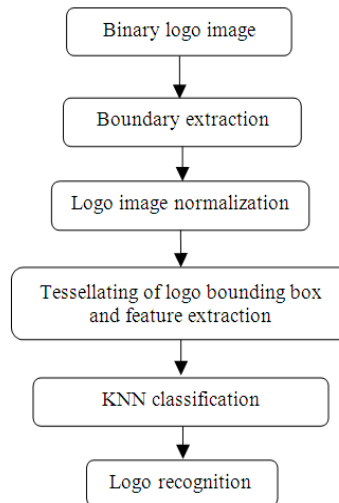 Binary logo image
Boundary extraction
Logo image normalization
Tessellating of logo bounding box
and feature extraction
KNN classification
Logo recognition